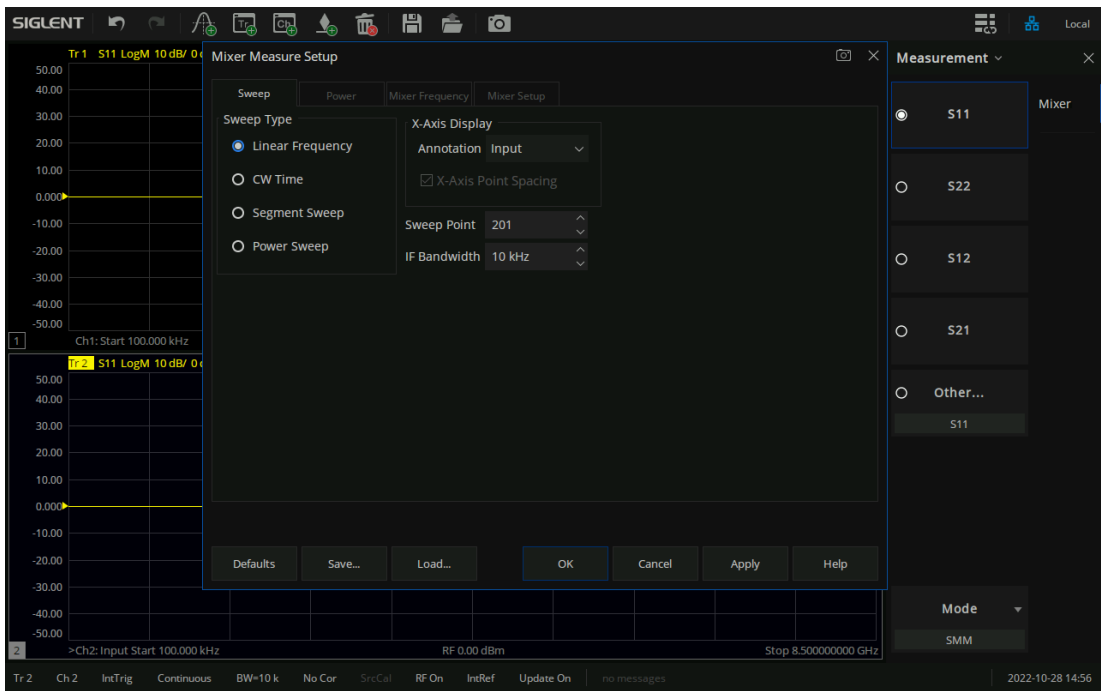 SIGLENT
Tr
Ch
Local
Tr 1 S11 LogM 10 dB/ 0
50.00
40.00
30.00
20.00
10.00
0.000
-10.00
-20.00
-30.00
-40.00
-50.00
1
Ch1: Start 100.000 kHz
Tr 2 S11 LogM 10 dB/ 0
50.00
40.00
30.00
20.00
10.00
0.000
-10.00
-20.00
-30.00
-40.00
-50.00
2
>Ch2: Input Start 100.000 kHz
RF 0.00 dBm
Stop 8.500000000 GHz
Mixer Measure Setup
Sweep
Power
Mixer Frequency
Mixer Setup
Sweep Type
Linear Frequency
CW Time
Segment Sweep
Power Sweep
X-Axis Display
Annotation Input
X-Axis Point Spacing
Sweep Point 201
IF Bandwidth 10 kHz
Defaults
Save...
Load...
OK
Cancel
Apply
Help
Measurement
S11
S22
S12
S21
Other...
S11
Mode
SMM
Mixer
Tr 2 Ch 2 IntTrig Continuous BW=10 k No Cor SrcCal RF On IntRef Update On no messages 2022-10-28 14:56